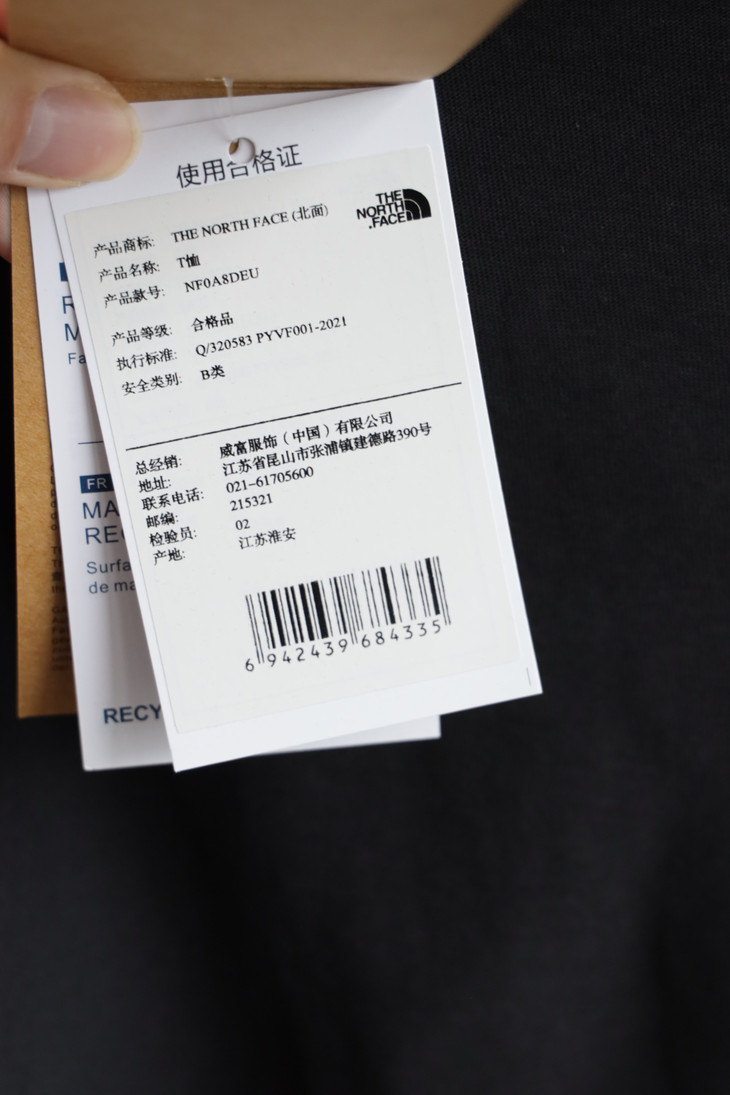 使用合格证
THE
NORTH
FACE
产品商标: THE NORTH FACE (北面)
产品名称: T恤
产品款号: NF0A8DEU
产品等级: 合格品
执行标准: Q/320583 PYVF001-2021
安全类别: B类
总经销: 威富服饰（中国）有限公司
地址: 江苏省昆山市张浦镇建德路390号
联系电话: 021-61705600
邮编: 215321
检验员: 02
产地: 江苏淮安
6 942439 684335
R
M
Fa
FR
MA
RE
Surfa
de ma
RECY